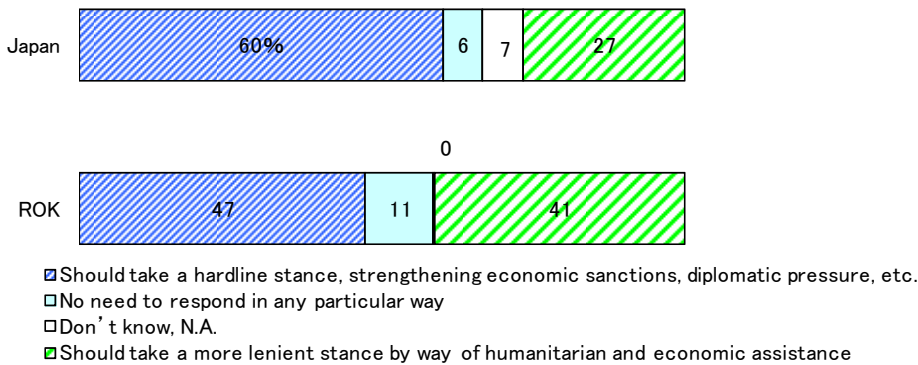 Japan 60% 6 7 27
0
ROK 47 11 41
Should take a hardline stance, strengthening economic sanctions, diplomatic pressure, etc.
No need to respond in any particular way
Don't know, N.A.
Should take a more lenient stance by way of humanitarian and economic assistance